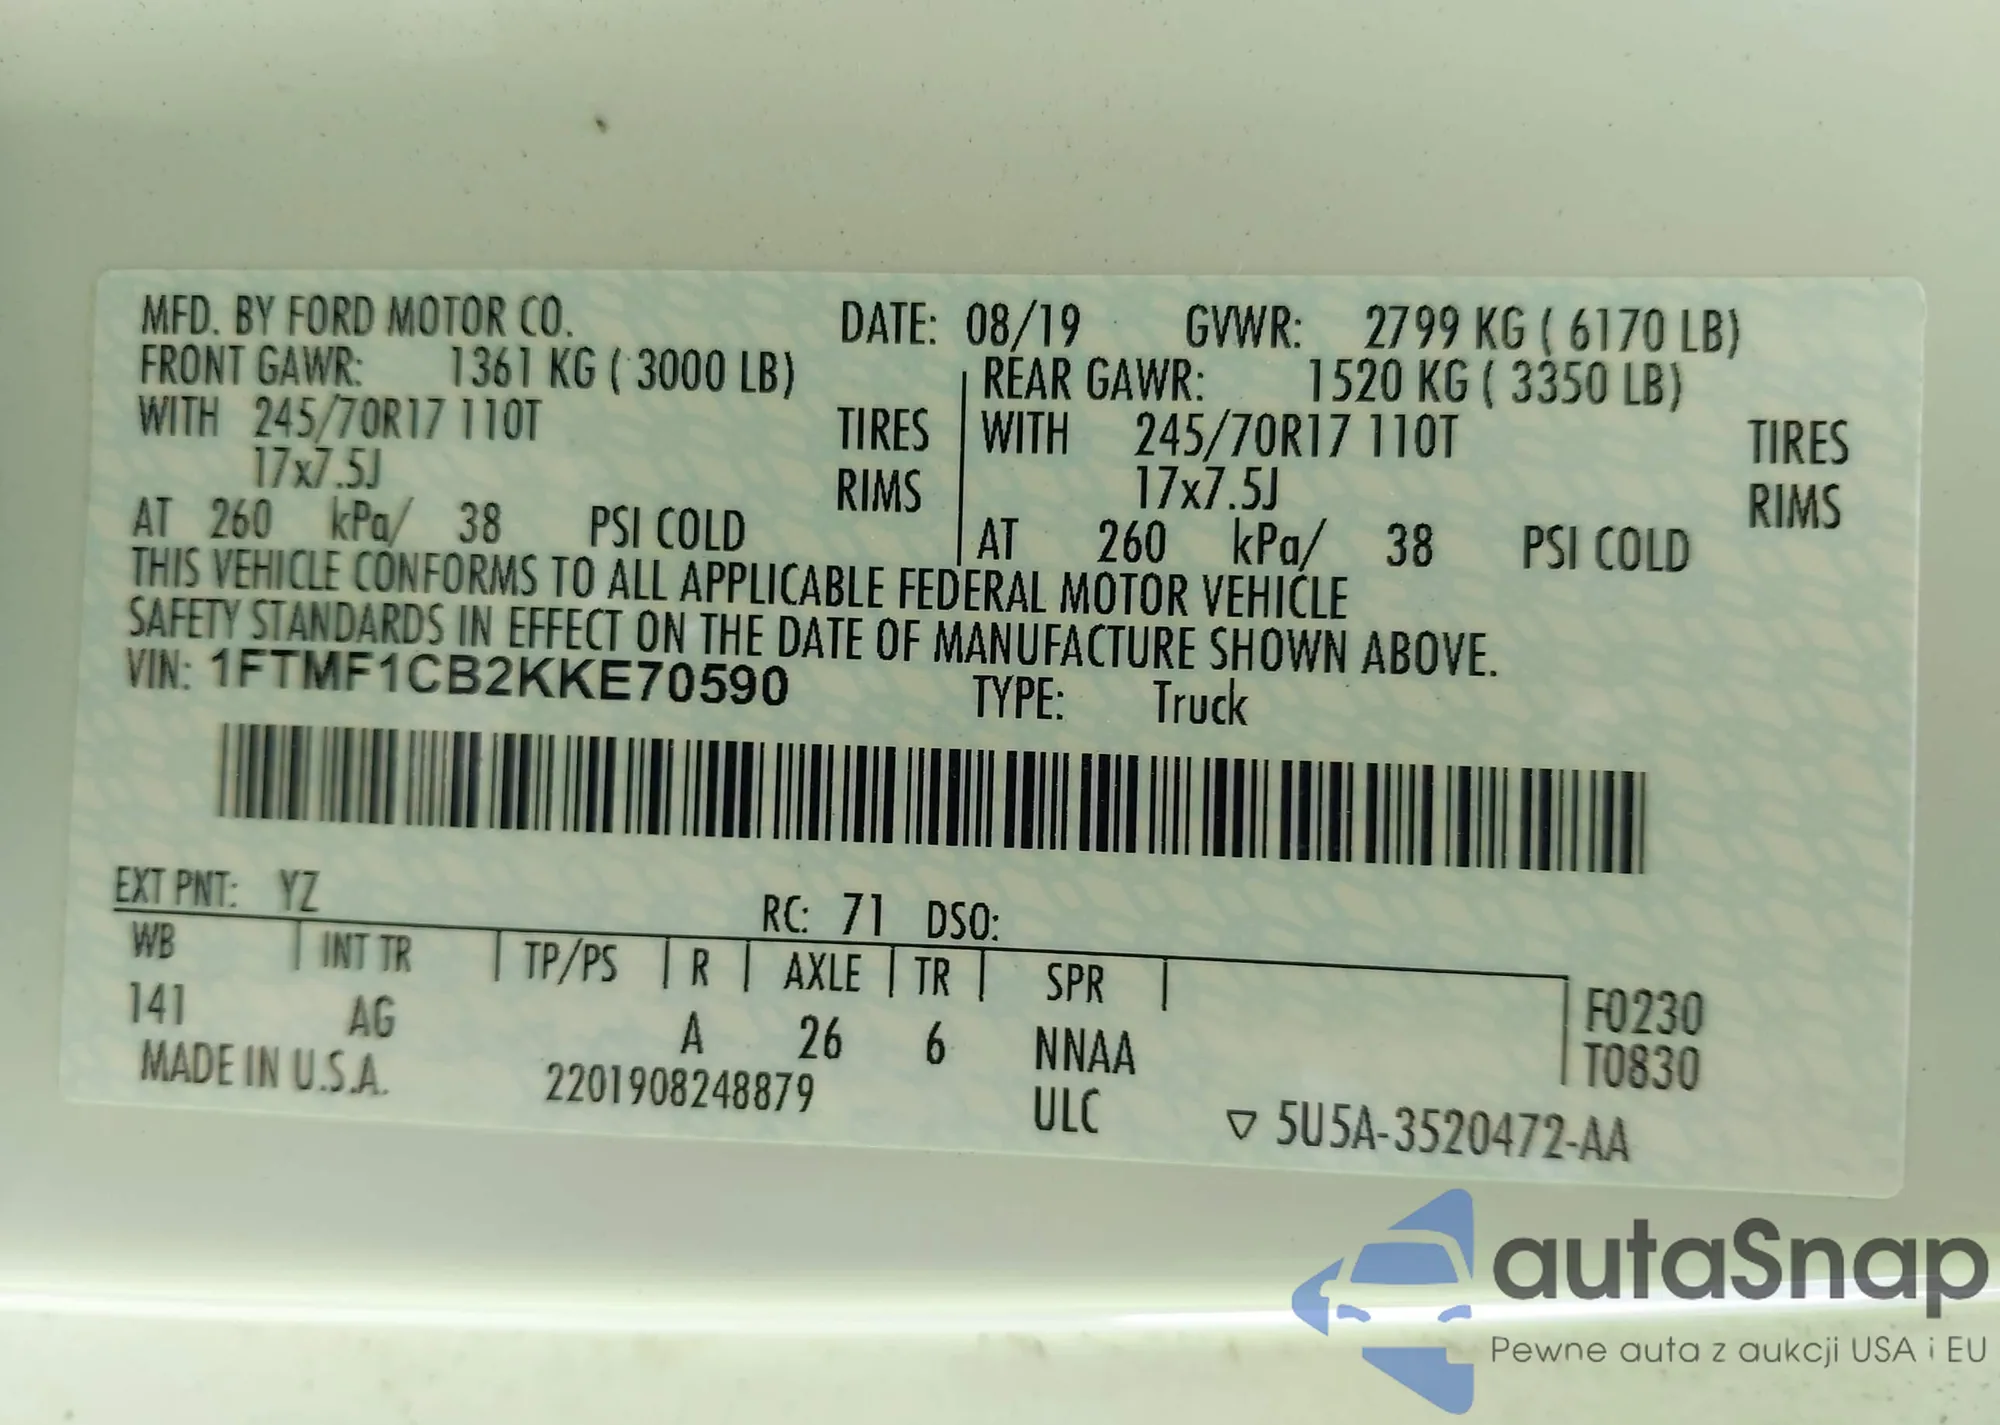 MFD. BY FORD MOTOR CO. DATE: 08/19 GVWR: 2799 KG ( 6170 LB)
FRONT GAWR: 1361 KG ( 3000 LB) REAR GAWR: 1520 KG ( 3350 LB)
WITH 245/70R17 110T TIRES WITH 245/70R17 110T TIRES
17x7.5J RIMS 17x7.5J RIMS
AT 260 kPa/ 38 PSI COLD AT 260 kPa/ 38 PSI COLD
THIS VEHICLE CONFORMS TO ALL APPLICABLE FEDERAL MOTOR VEHICLE
SAFETY STANDARDS IN EFFECT ON THE DATE OF MANUFACTURE SHOWN ABOVE.
VIN: 1FTMF1CB2KKE70590 TYPE: Truck
EXT PNT: YZ RC: 71 DSO:
WB INT TR TP/PS R AXLE TR SPR F0230
141 AG A 26 6 NNAA T0830
MADE IN U.S.A. 2201908248879 ULC ▽ 5U5A-3520472-AA
autaSnap
Pewne auta z aukcji USA i EU